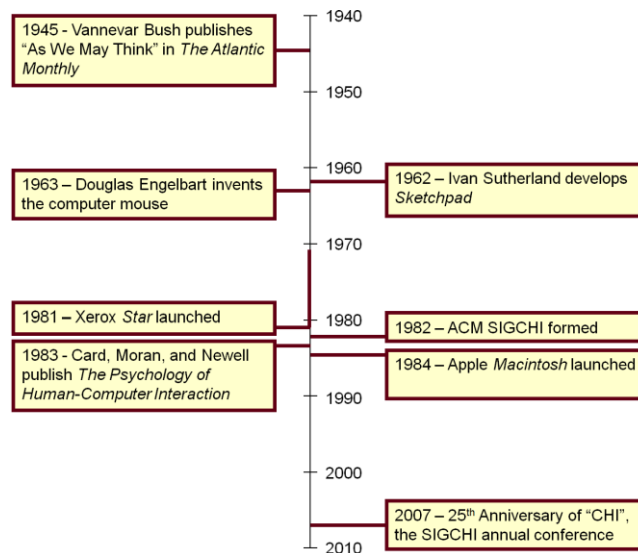 1940
1945 - Vannevar Bush publishes
“As We May Think” in The Atlantic
Monthly
1950
1960
1963 – Douglas Engelbart invents
the computer mouse
1962 – Ivan Sutherland develops
Sketchpad
1970
1981 – Xerox Star launched
1980
1982 – ACM SIGCHI formed
1983 - Card, Moran, and Newell
publish The Psychology of
Human-Computer Interaction
1984 – Apple Macintosh launched
1990
2000
2007 – 25th Anniversary of “CHI”,
the SIGCHI annual conference
2010